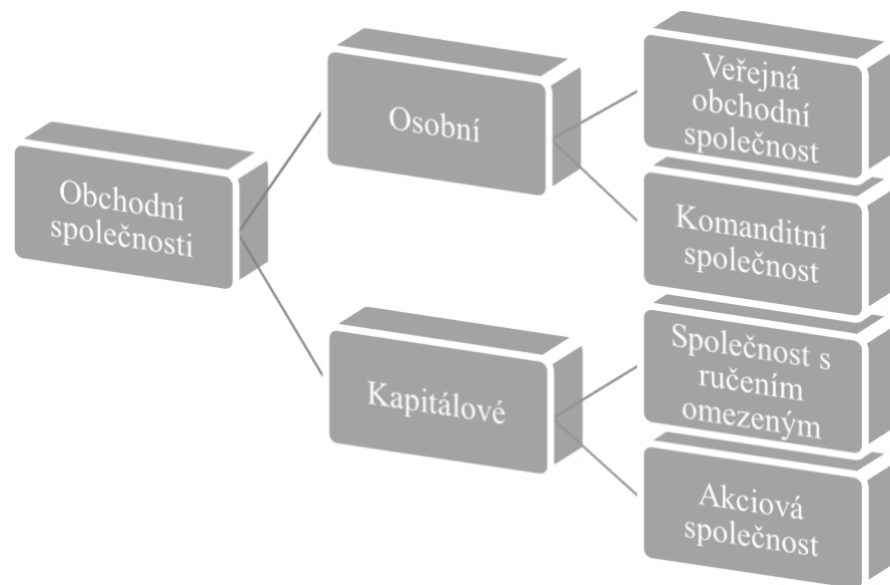 Obchodní
společnosti
Osobní
Veřejná
obchodní
společnost
Komanditní
společnost
Kapitálové
Společnost s
ručením
omezeným
Akciová
společnost